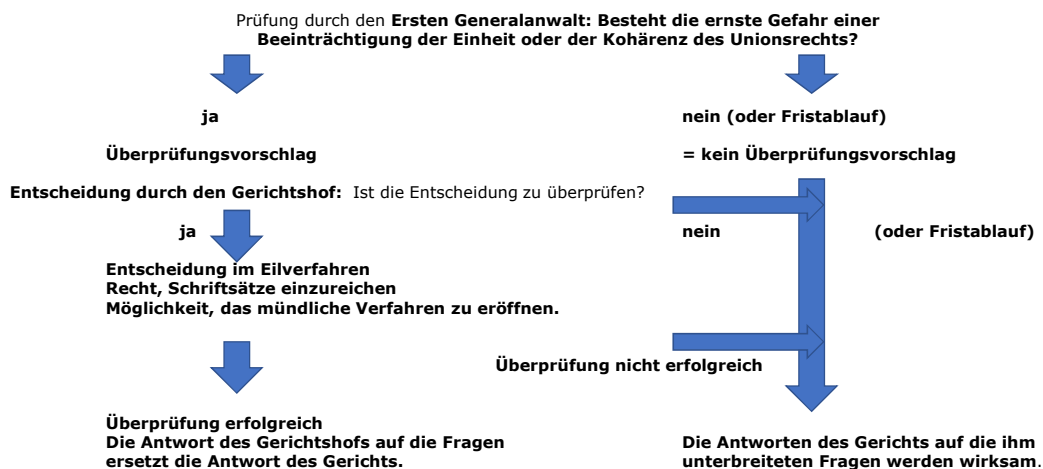 Prüfung durch den Ersten Generalanwalt: Besteht die ernste Gefahr einer
Beeinträchtigung der Einheit oder der Kohärenz des Unionsrechts?
ja
nein (oder Fristablauf)
Überprüfungsvorschlag
= kein Überprüfungsvorschlag
Entscheidung durch den Gerichtshof: Ist die Entscheidung zu überprüfen?
ja
nein
(oder Fristablauf)
Entscheidung im Eilverfahren
Recht, Schriftsätze einzureichen
Möglichkeit, das mündliche Verfahren zu eröffnen.
Überprüfung nicht erfolgreich
Überprüfung erfolgreich
Die Antwort des Gerichtshofs auf die Fragen
ersetzt die Antwort des Gerichts.
Die Antworten des Gerichts auf die ihm
unterbreiteten Fragen werden wirksam.